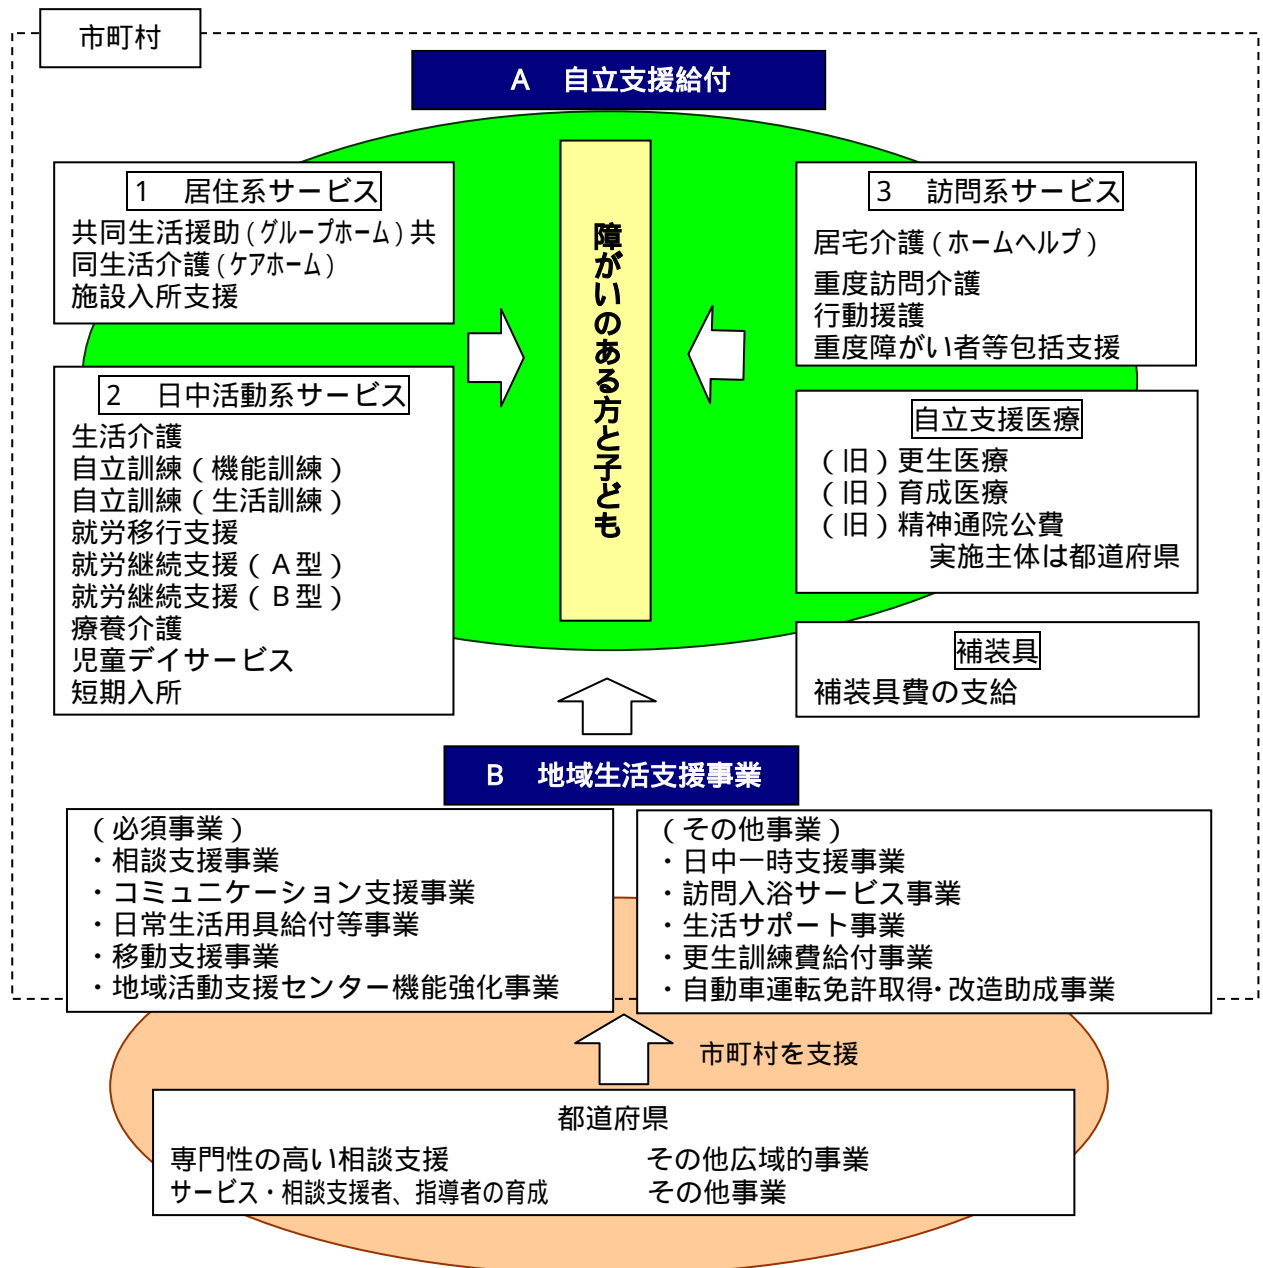 市町村
A 自立支援給付
1 居住系サービス
共同生活援助(グループホーム)共
同生活介護(ケアホーム)
施設入所支援
2 日中活動系サービス
生活介護
自立訓練(機能訓練)
自立訓練(生活訓練)
就労移行支援
就労継続支援(A型)
就労継続支援(B型)
療養介護
児童デイサービス
短期入所
障がいのある方と子ども
3 訪問系サービス
居宅介護(ホームヘルプ)
重度訪問介護
行動援護
重度障がい者等包括支援
自立支援医療
(旧)更生医療
(旧)育成医療
(旧)精神通院公費
実施主体は都道府県
補装具
補装具費の支給
B 地域生活支援事業
(必須事業)
・相談支援事業
・コミュニケーション支援事業
・日常生活用具給付等事業
・移動支援事業
・地域活動支援センター機能強化事業
(その他事業)
・日中一時支援事業
・訪問入浴サービス事業
・生活サポート事業
・更生訓練費給付事業
・自動車運転免許取得・改造助成事業
市町村を支援
都道府県
専門性の高い相談支援 その他広域的事業
サービス・相談支援者、指導者の育成 その他事業